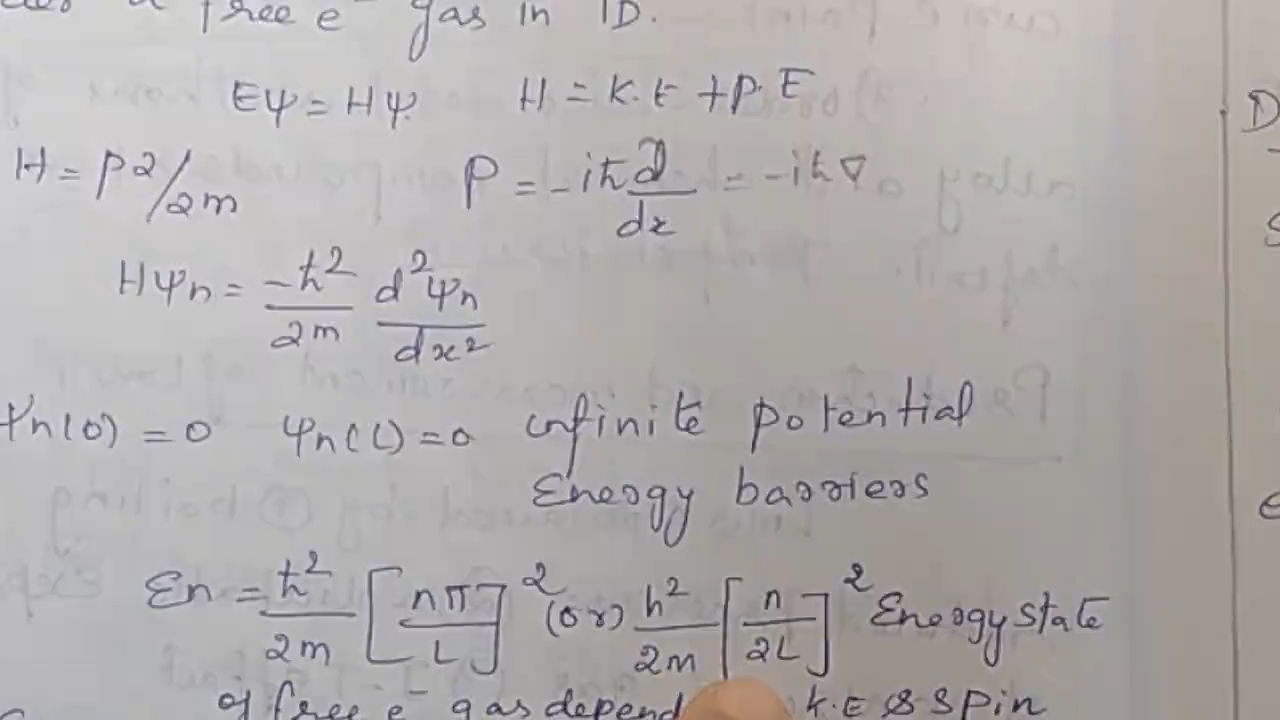 free e⁻ gas in 1D.
Eψ = Hψ. H = K.E + P.E
H = P2/2m P = -iħ d/dx = -iħ∇
Hψn = -ħ²/2m d²ψn/dx²
ψn(0) = 0 ψn(L) = 0 infinite potential
Energy barriers
En = ħ²/2m [nπ/L]² (or) h²/2m [n/2L]² Energy state
of free e⁻ gas depend K.E & spin